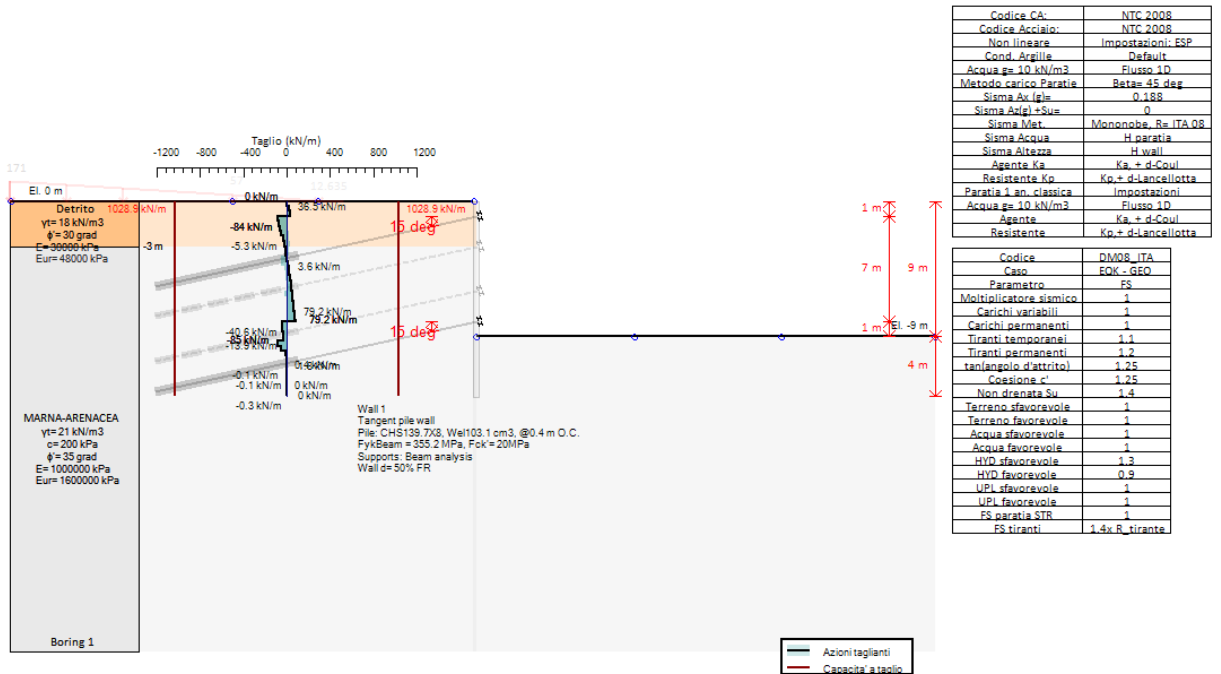 Codice CA: NTC 2008
Codice Acciaio: NTC 2008
Non lineare Impostazioni: ESP
Cond. Argille Default
Acqua g= 10 kN/m3 Flusso 1D
Metodo carico Paratie Beta= 45 deg
Sisma Ax (g)= 0.188
Sisma Az(g) +Su= 0
Sisma Met. Mononobe, R= ITA 08
Sisma Acqua H paratia
Sisma Altezza H wall
Agente Ka Ka, + d-Coul
Resistente Kp Kp,+ d-Lancellotta
Paratia 1 an. classica Impostazioni
Acqua g= 10 kN/m3 Flusso 1D
Agente Ka, + d-Coul
Resistente Kp,+ d-Lancellotta
Codice DM08_ITA
Caso EQK - GEO
Parametro FS
Moltiplicatore sismico 1
Carichi variabili 1
Carichi permanenti 1
Tiranti temporanei 1.1
Tiranti permanenti 1.2
tan(angolo d'attrito) 1.25
Coesione c' 1.25
Non drenata Su 1.4
Terreno sfavorevole 1
Terreno favorevole 1
Acqua sfavorevole 1
Acqua favorevole 1
HYD sfavorevole 1.3
HYD favorevole 0.9
UPL sfavorevole 1
UPL favorevole 1
FS paratia STR 1
FS tiranti 1.4x R_tirante
Taglio (kN/m)
-1200 -800 -400 0 400 800 1200
171
12.635
El. 0 m
0 kN/m
Detrito
1028.9 kN/m
36.5 kN/m
1028.9 kN/m
1 m
γt= 18 kN/m3
ϕ'= 30 grad
-84 kN/m
15 deg
E= 30000 kPa
-3 m
-5.3 kN/m
Eur= 48000 kPa
3.6 kN/m
7 m
9 m
79.2 kN/m
79.2 kN/m
-40.6 kN/m
15 deg
1 m
El. -9 m
-85 kN/m
-13.9 kN/m
4 m
-0.1 kN/m
-0.1 kN/m
0 kN/m
0 kN/m
-0.3 kN/m
MARNA-ARENACEA
γt= 21 kN/m3
c= 200 kPa
ϕ'= 35 grad
E= 1000000 kPa
Eur= 1600000 kPa
Wall 1
Tangent pile wall
Pile: CHS139.7X8, Wel103.1 cm3, @0.4 m O.C.
FykBeam = 355.2 MPa, Fck'= 20MPa
Supports: Beam analysis
Wall d= 50% FR
Boring 1
Azioni taglianti
Capacita' a taglio